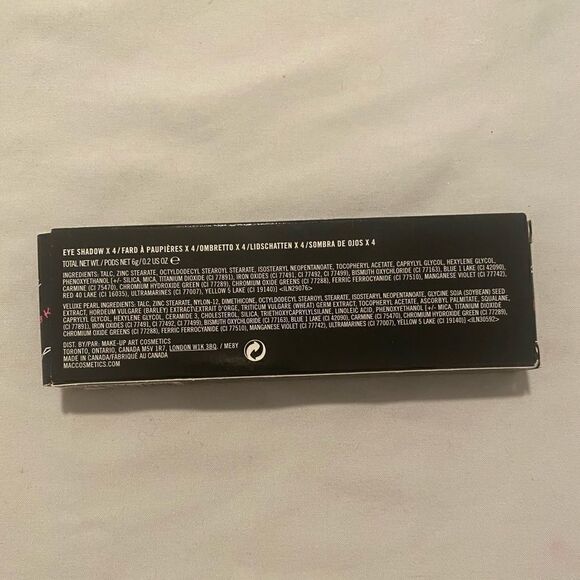 EYE SHADOW X 4/FARD À PAUPIÈRES X 4/OMBRETTO X 4/LIDSCHATTEN X 4/SOMBRA DE OJOS X 4
TOTAL NET WT./PODS NET 6g/0.2 US OZ ℮
INGREDIENTS: TALC, ZINC STEARATE, OCTYLDODECYL STEAROYL STEARATE, ISOSTEARYL NEOPENTANOATE, TOCOPHERYL ACETATE, CAPRYLYL GLYCOL, HEXYLENE GLYCOL,
PHENOXYETHANOL [+/- SILICA, MICA, TITANIUM DIOXIDE (CI 77891), IRON OXIDES (CI 77491, CI 77492, CI 77499), BISMUTH OXYCHLORIDE (CI 77163), BLUE 1 LAKE (CI 42090),
CARMINE (CI 75470), CHROMIUM HYDROXIDE GREEN (CI 77289), CHROMIUM OXIDE GREENS (CI 77288), FERRIC FERROCYANIDE (CI 77510), MANGANESE VIOLET (CI 77742),
RED 40 LAKE (CI 16035), ULTRAMARINES (CI 77007), YELLOW 5 LAKE (CI 19140)] <ILN29076>
VELUXE PEARL INGREDIENTS: TALC, ZINC STEARATE, NYLON-12, DIMETHICONE, OCTYLDODECYL STEAROYL STEARATE, ISOSTEARYL NEOPENTANOATE, GLYCINE SOJA (SOYBEAN) SEED
EXTRACT, HORDEUM VULGARE (BARLEY) EXTRACT\EXTRAIT D'ORGE, TRITICUM VULGARE (WHEAT) GERM EXTRACT, TOCOPHERYL ACETATE, ASCORBYL PALMITATE, SQUALANE,
CAPRYLYL GLYCOL, HEXYLENE GLYCOL, CERAMIDE 3, CHOLESTEROL, SILICA, TRIETHOXYCAPRYLYLSILANE, LINOLEIC ACID, PHENOXYETHANOL [+/- MICA, TITANIUM DIOXIDE
(CI 77891), IRON OXIDES (CI 77491, CI 77492, CI 77499), BISMUTH OXYCHLORIDE (CI 77163), BLUE 1 LAKE (CI 42090), CARMINE (CI 75470), CHROMIUM HYDROXIDE GREEN (CI 77289),
CHROMIUM OXIDE GREENS (CI 77288), FERRIC FERROCYANIDE (CI 77510), MANGANESE VIOLET (CI 77742), ULTRAMARINES (CI 77007), YELLOW 5 LAKE (CI 19140)] <ILN30592>
DIST. BY/PAR: MAKE-UP ART COSMETICS
TORONTO, ONTARIO, CANADA M5V 1R7, LONDON W1K 3BQ, / ME8Y
MADE IN CANADA/FABRIQUÉ AU CANADA
MACCOSMETICS.COM